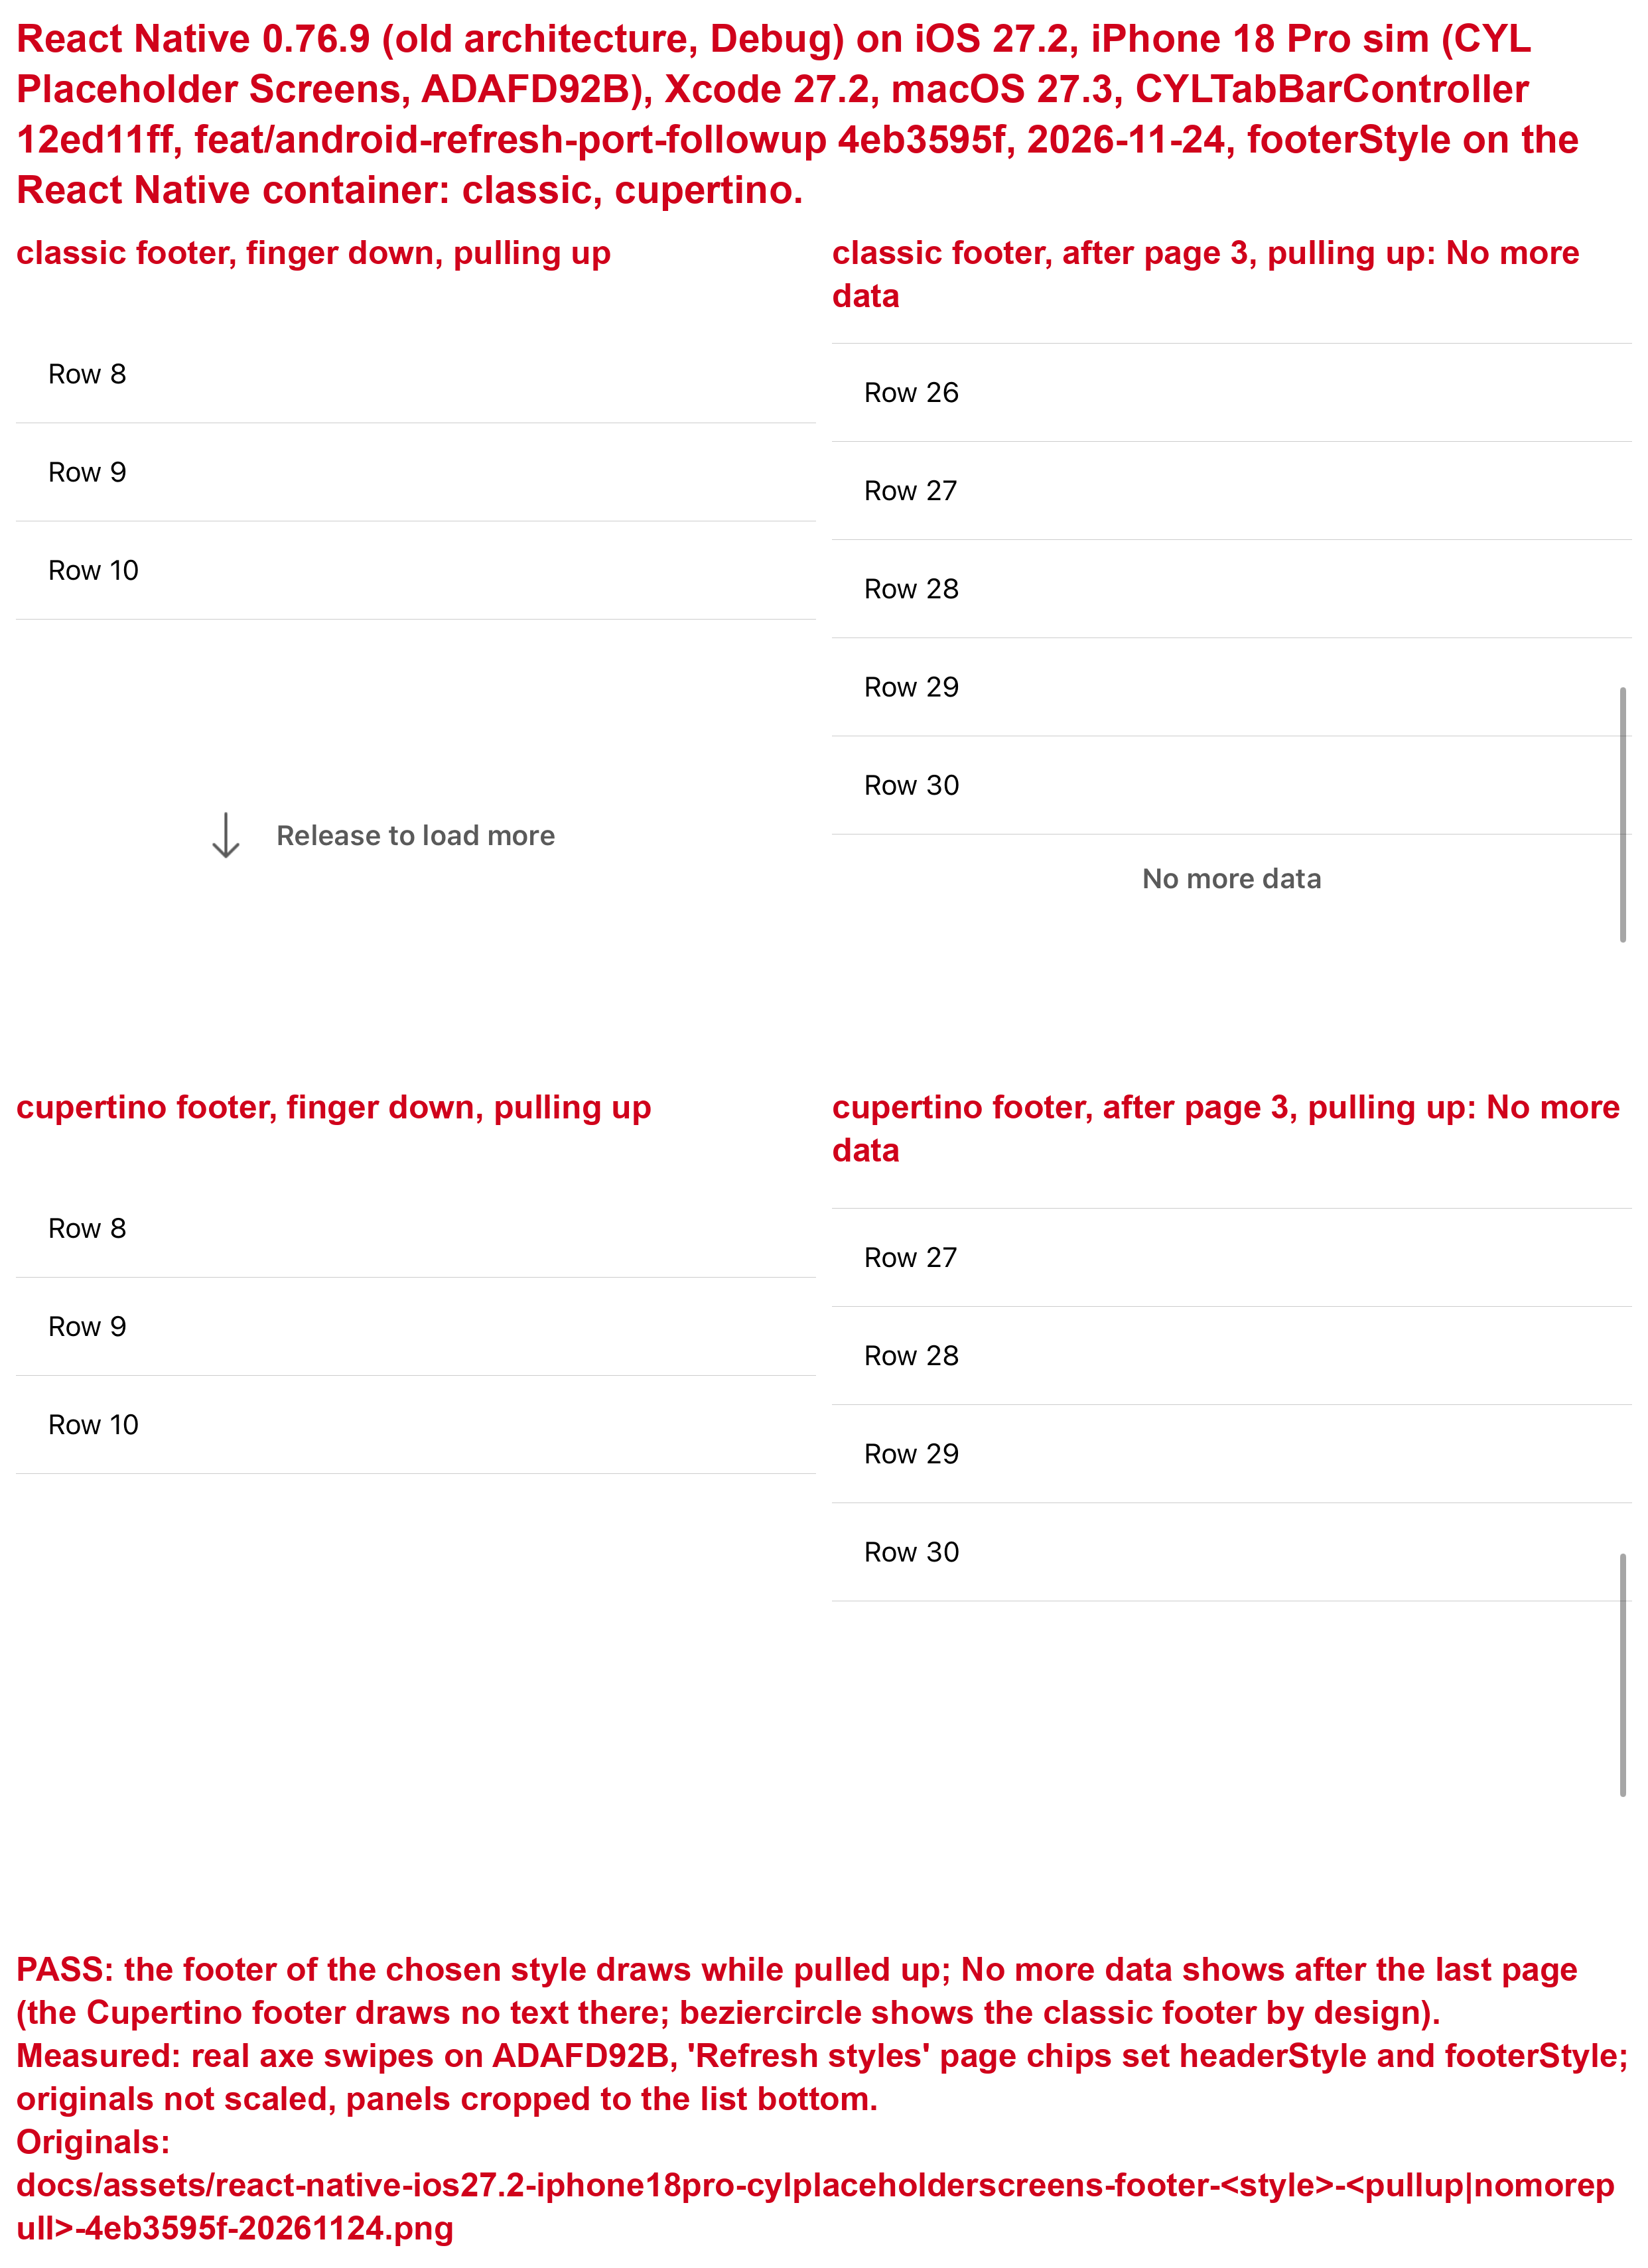 React Native 0.76.9 (old architecture, Debug) on iOS 27.2, iPhone 18 Pro sim (CYL
Placeholder Screens, ADAFD92B), Xcode 27.2, macOS 27.3, CYLTabBarController
12ed11ff, feat/android-refresh-port-followup 4eb3595f, 2026-11-24, footerStyle on the
React Native container: classic, cupertino.
classic footer, finger down, pulling up
Row 8
Row 9
Row 10
Release to load more
classic footer, after page 3, pulling up: No more
data
Row 26
Row 27
Row 28
Row 29
Row 30
No more data
cupertino footer, finger down, pulling up
Row 8
Row 9
Row 10
cupertino footer, after page 3, pulling up: No more
data
Row 27
Row 28
Row 29
Row 30
PASS: the footer of the chosen style draws while pulled up; No more data shows after the last page
(the Cupertino footer draws no text there; beziercircle shows the classic footer by design).
Measured: real axe swipes on ADAFD92B, 'Refresh styles' page chips set headerStyle and footerStyle;
originals not scaled, panels cropped to the list bottom.
Originals:
docs/assets/react-native-ios27.2-iphone18pro-cylplaceholderscreens-footer-<style>-<pullup|nomorep
ull>-4eb3595f-20261124.png